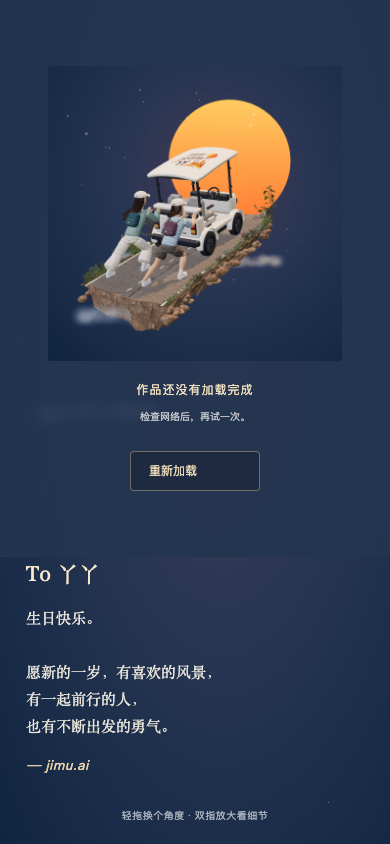 作品还没有加载完成
检查网络后，再试一次。
重新加载
To 丫丫
生日快乐。
愿新的一岁，有喜欢的风景，
有一起前行的人，
也有不断出发的勇气。
— jimu.ai
轻拖换个角度 · 双指放大看细节